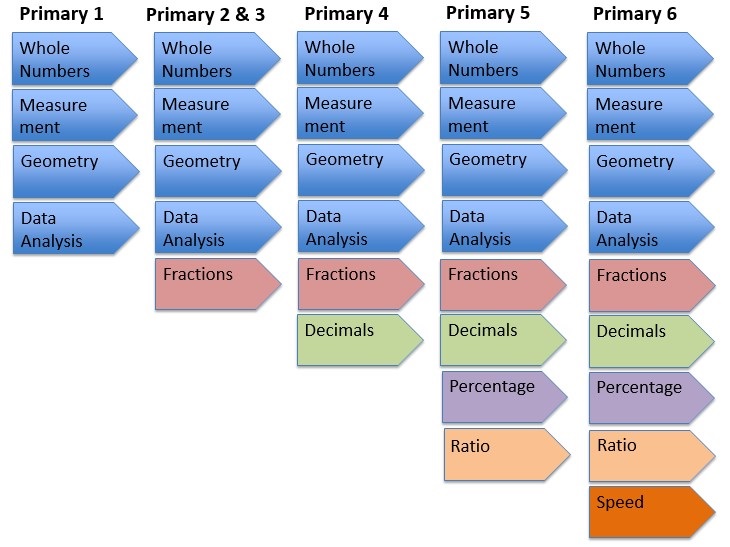 Primary 1
Whole
Numbers
Measure
ment
Geometry
Data
Analysis
Primary 2 & 3
Whole
Numbers
Measure
ment
Geometry
Data
Analysis
Fractions
Primary 4
Whole
Numbers
Measure
ment
Geometry
Data
Analysis
Fractions
Decimals
Primary 5
Whole
Numbers
Measure
ment
Geometry
Data
Analysis
Fractions
Decimals
Percentage
Ratio
Primary 6
Whole
Numbers
Measure
ment
Geometry
Data
Analysis
Fractions
Decimals
Percentage
Ratio
Speed